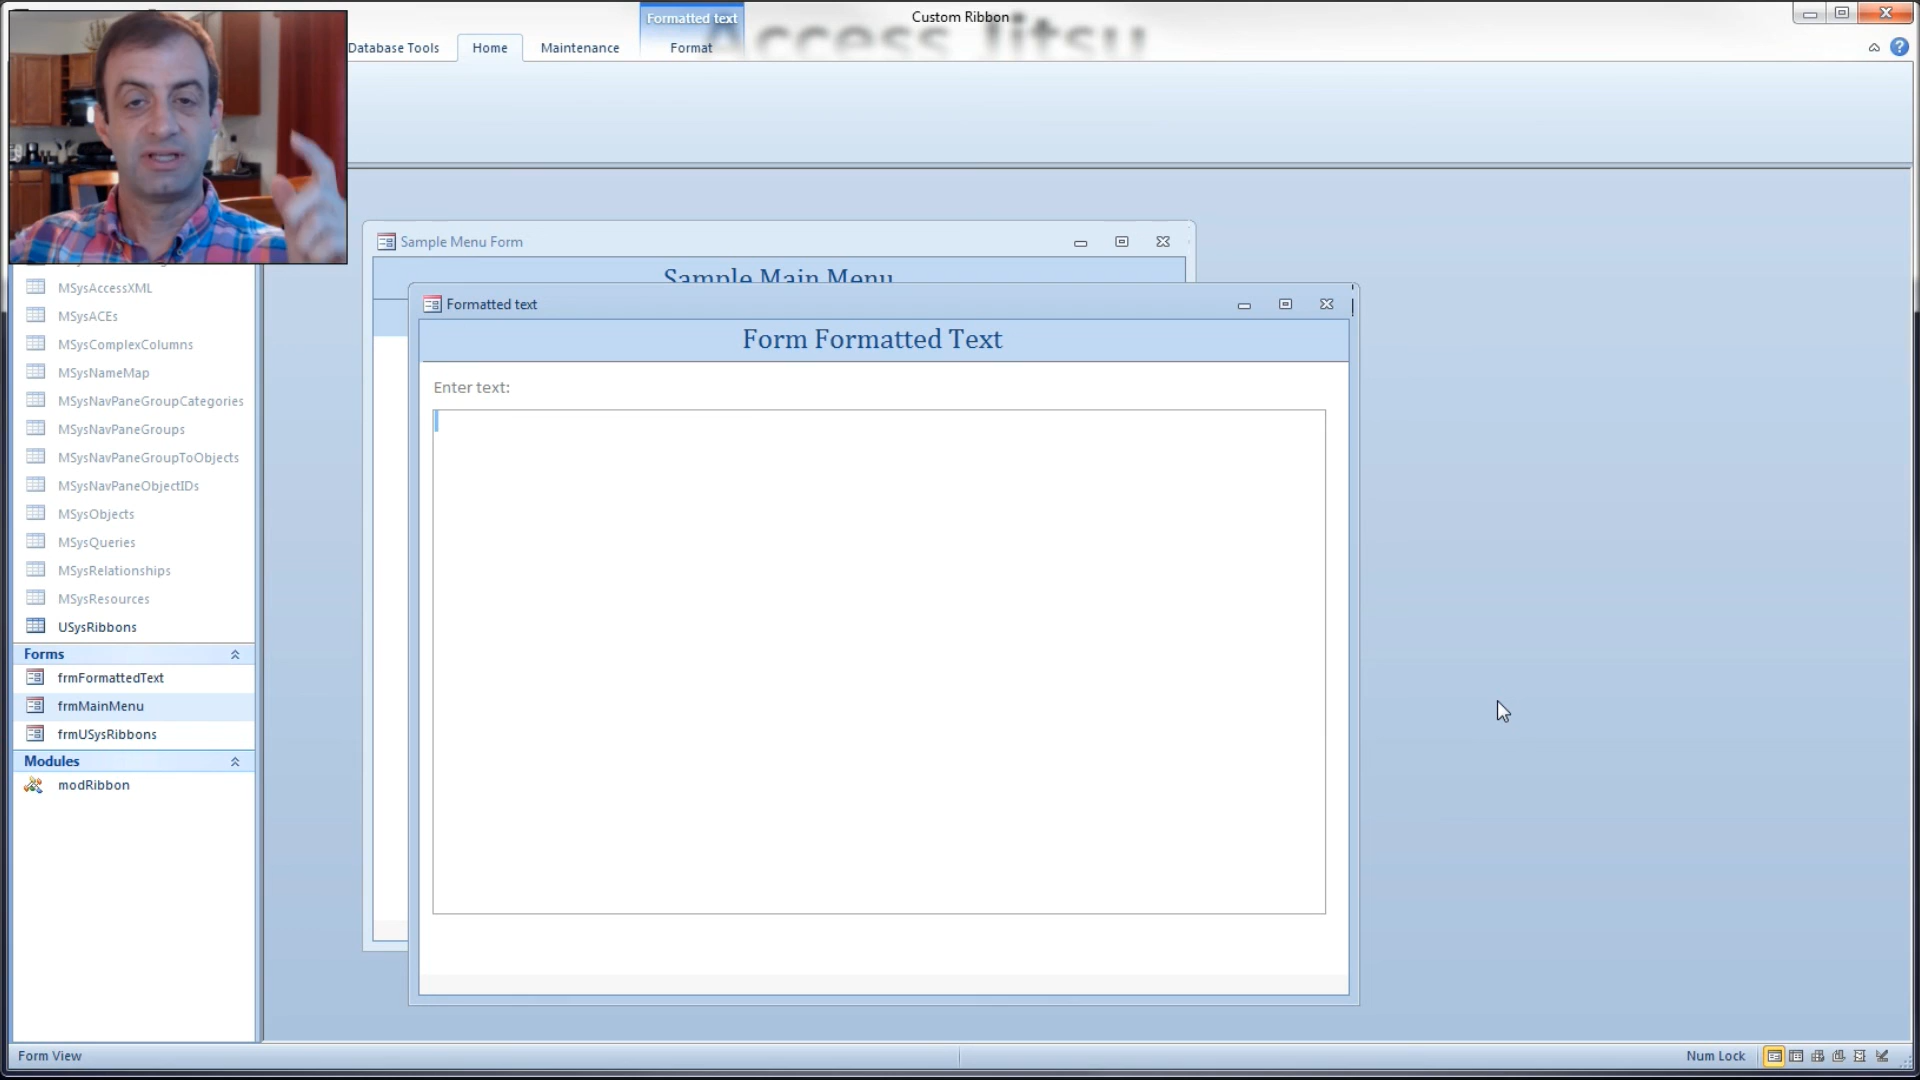 Custom Ribbon
Formatted text
Access Jitsu
Database Tools
Home
Maintenance
Format
Sample Menu Form
Sample Main Menu
Formatted text
Form Formatted Text
Enter text:
MSysAccessXML
MSysACEs
MSysComplexColumns
MSysNameMap
MSysNavPaneGroupCategories
MSysNavPaneGroups
MSysNavPaneGroupToObjects
MSysNavPaneObjectIDs
MSysObjects
MSysQueries
MSysRelationships
MSysResources
USysRibbons
Forms
frmFormattedText
frmMainMenu
frmUSysRibbons
Modules
modRibbon
Form View
Num Lock